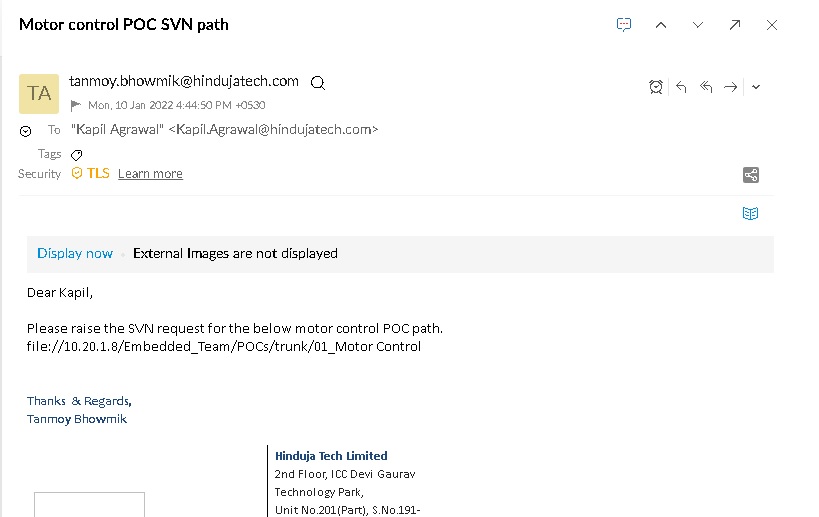 Motor control POC SVN path
TA
tanmoy.bhowmik@hindujatech.com
Mon, 10 Jan 2022 4:44:50 PM +0530
To "Kapil Agrawal" <Kapil.Agrawal@hindujatech.com>
Tags
Security TLS Learn more
Display now External Images are not displayed
Dear Kapil,
Please raise the SVN request for the below motor control POC path.
file://10.20.1.8/Embedded_Team/POCs/trunk/01_Motor Control
Thanks & Regards,
Tanmoy Bhowmik
Hinduja Tech Limited
2nd Floor, ICC Devi Gaurav
Technology Park,
Unit No.201(Part), S.No.191-